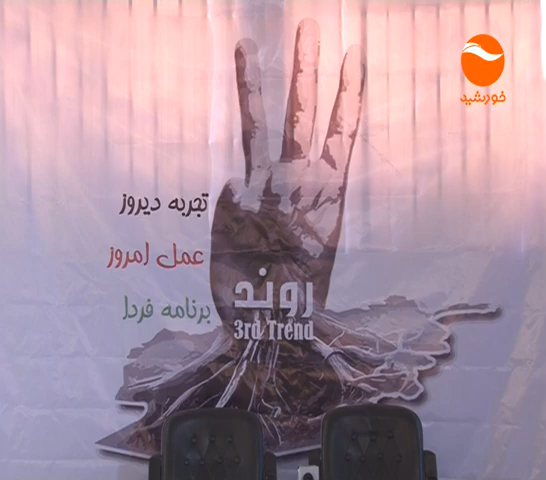 خورشید
تجربه دیروز
عمل امروز
برنامه فردا
روند
3rd Trend